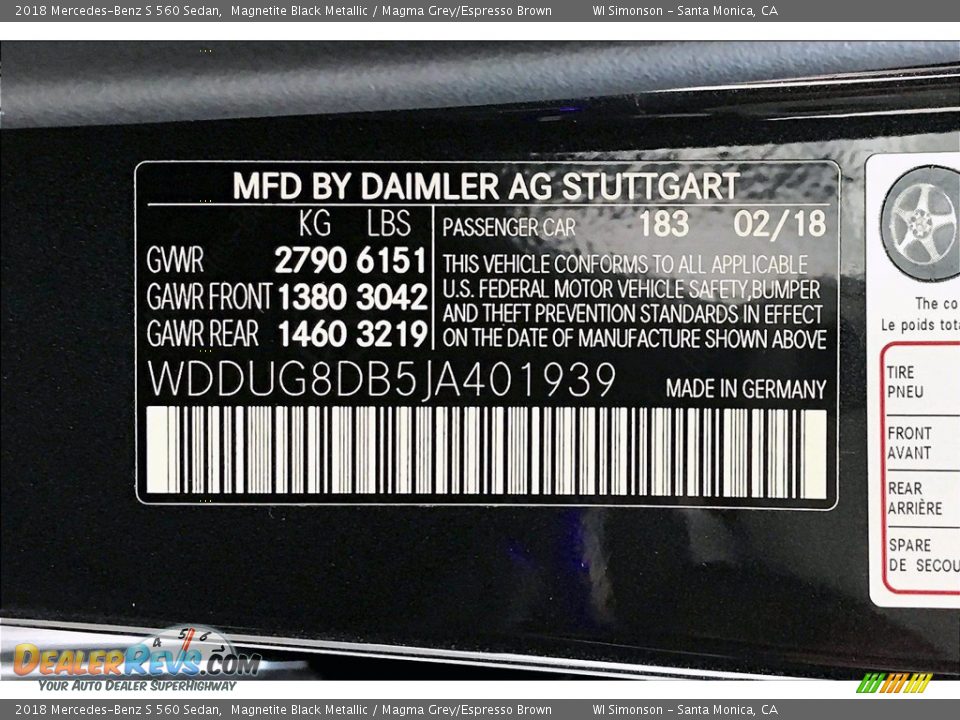 2018 Mercedes-Benz S 560 Sedan, Magnetite Black Metallic / Magma Grey/Espresso Brown WI Simonson - Santa Monica, CA
MFD BY DAIMLER AG STUTTGART
KG LBS PASSENGER CAR 183 02/18
GVWR 2790 6151
GAWR FRONT 1380 3042
GAWR REAR 1460 3219
THIS VEHICLE CONFORMS TO ALL APPLICABLE
U.S. FEDERAL MOTOR VEHICLE SAFETY,BUMPER
AND THEFT PREVENTION STANDARDS IN EFFECT
ON THE DATE OF MANUFACTURE SHOWN ABOVE
WDDUG8DB5JA401939 MADE IN GERMANY
The co
Le poids tota
TIRE
PNEU
FRONT
AVANT
REAR
ARRIÈRE
SPARE
DE SECOU
4 5 6 7
DEALERREVS.COM
YOUR AUTO DEALER SUPERHIGHWAY
2018 Mercedes-Benz S 560 Sedan, Magnetite Black Metallic / Magma Grey/Espresso Brown WI Simonson - Santa Monica, CA